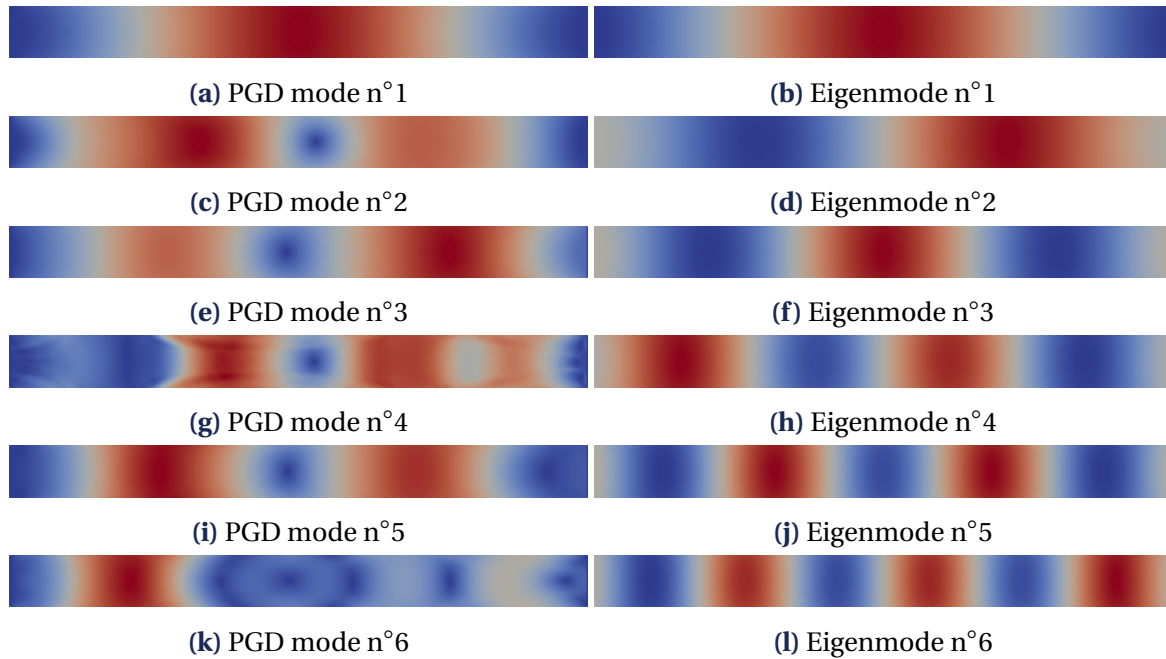 (a) PGD mode n°1
(b) Eigenmode n°1
(c) PGD mode n°2
(d) Eigenmode n°2
(e) PGD mode n°3
(f) Eigenmode n°3
(g) PGD mode n°4
(h) Eigenmode n°4
(i) PGD mode n°5
(j) Eigenmode n°5
(k) PGD mode n°6
(l) Eigenmode n°6